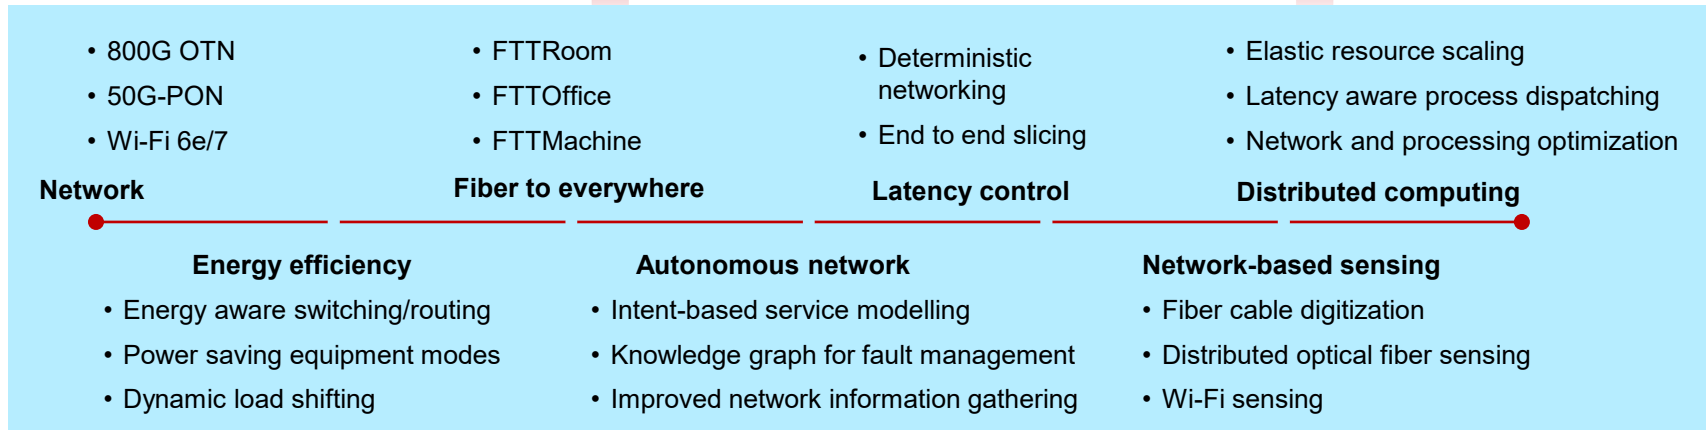 • 800G OTN
• 50G-PON
• Wi-Fi 6e/7
Network
• FTTRoom
• FTTOffice
• FTTMachine
Fiber to everywhere
• Deterministic
networking
• End to end slicing
Latency control
• Elastic resource scaling
• Latency aware process dispatching
• Network and processing optimization
Distributed computing
Energy efficiency
• Energy aware switching/routing
• Power saving equipment modes
• Dynamic load shifting
Autonomous network
• Intent-based service modelling
• Knowledge graph for fault management
• Improved network information gathering
Network-based sensing
• Fiber cable digitization
• Distributed optical fiber sensing
• Wi-Fi sensing